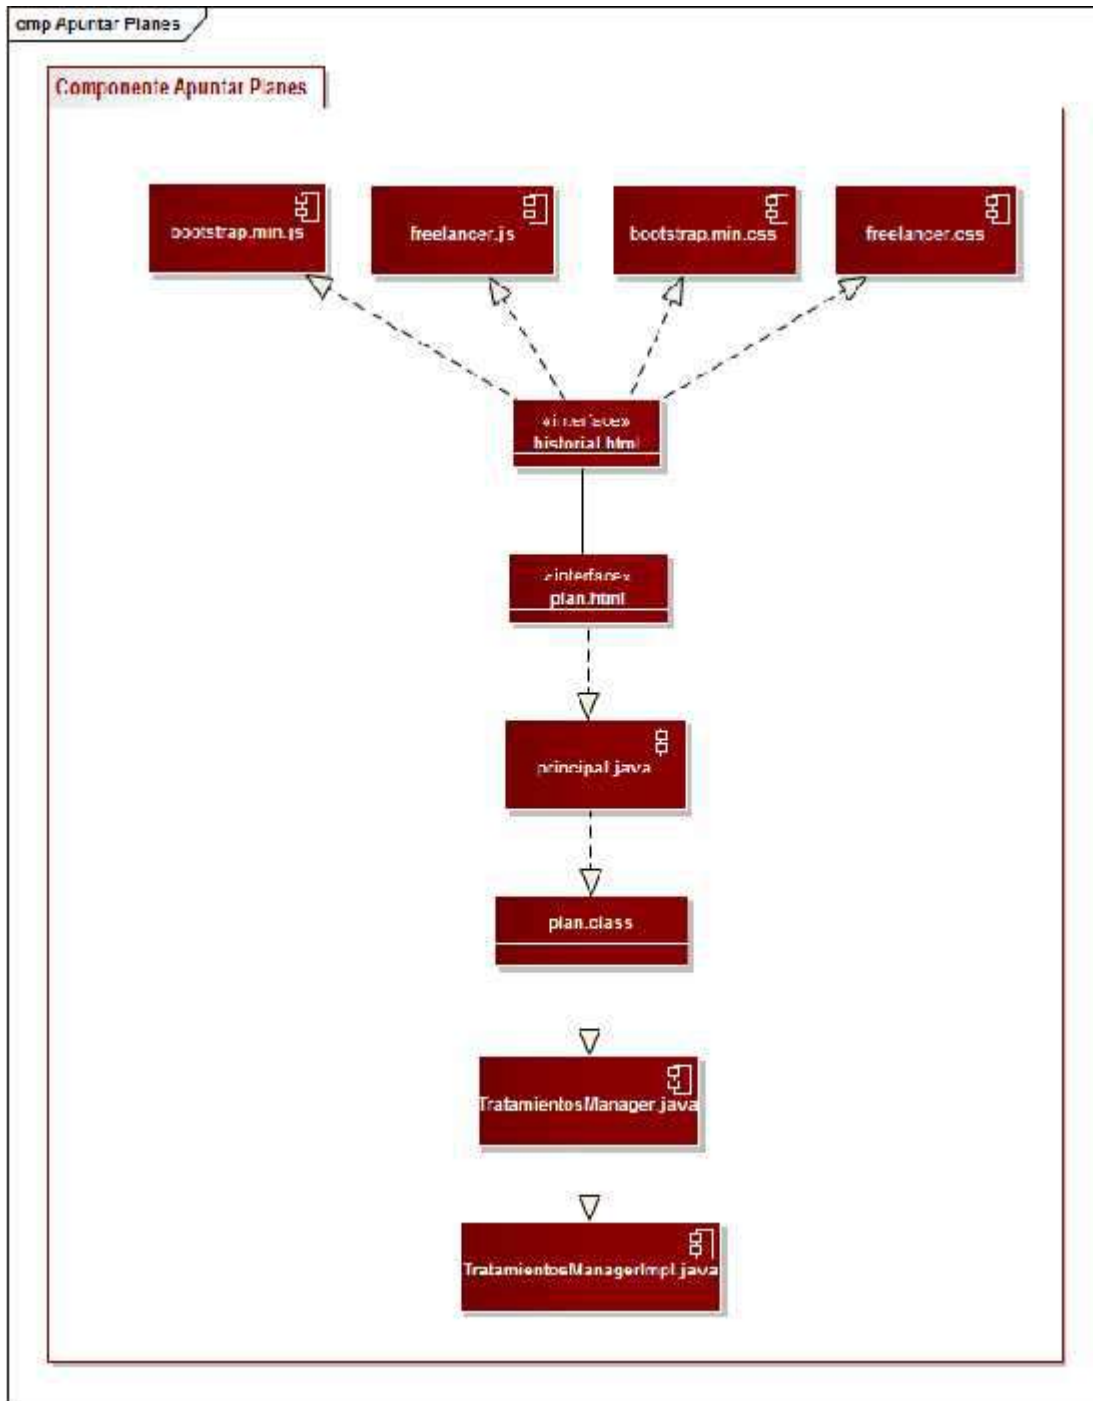 cmp Apuntar Planes
Componente Apuntar Planes
bootstrap.min.js
freelancer.js
bootstrap.min.css
freelancer.css
«interface»
historial.html
«interface»
plan.html
principal.java
plan.class
TratamientosManager.java
TratamientosManagerImpl.java